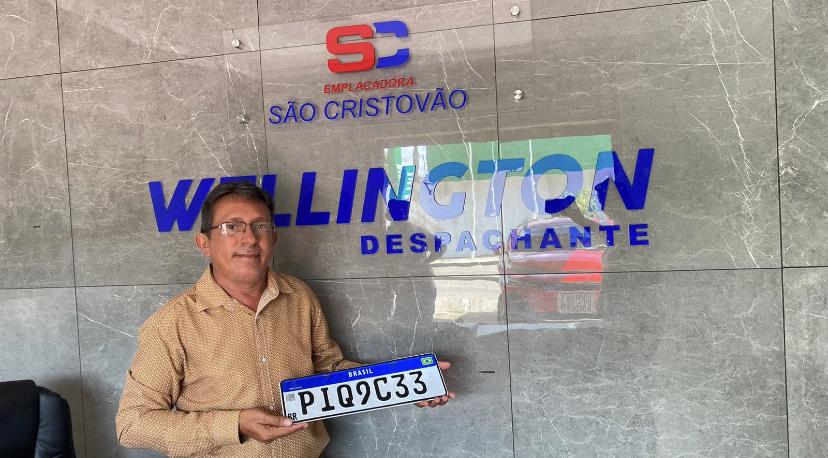 SC
EMPLACADORA
SÃO CRISTOVÃO
WELLINGTON
DESPACHANTE
BRASIL
BR
PIQ9C33